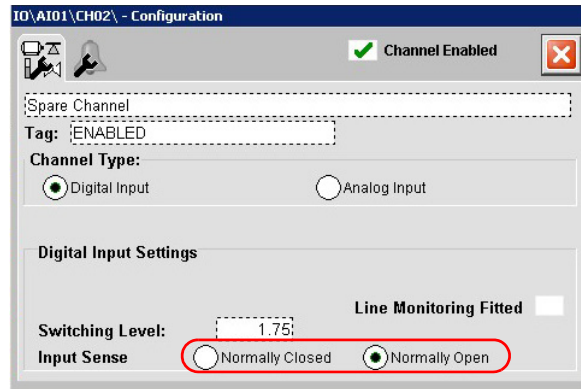 IO\AI01\CH02\ - Configuration
Channel Enabled
Spare Channel
Tag: ENABLED
Channel Type:
Digital Input Analog Input
Digital Input Settings
Line Monitoring Fitted
Switching Level: 1.75
Input Sense Normally Closed Normally Open